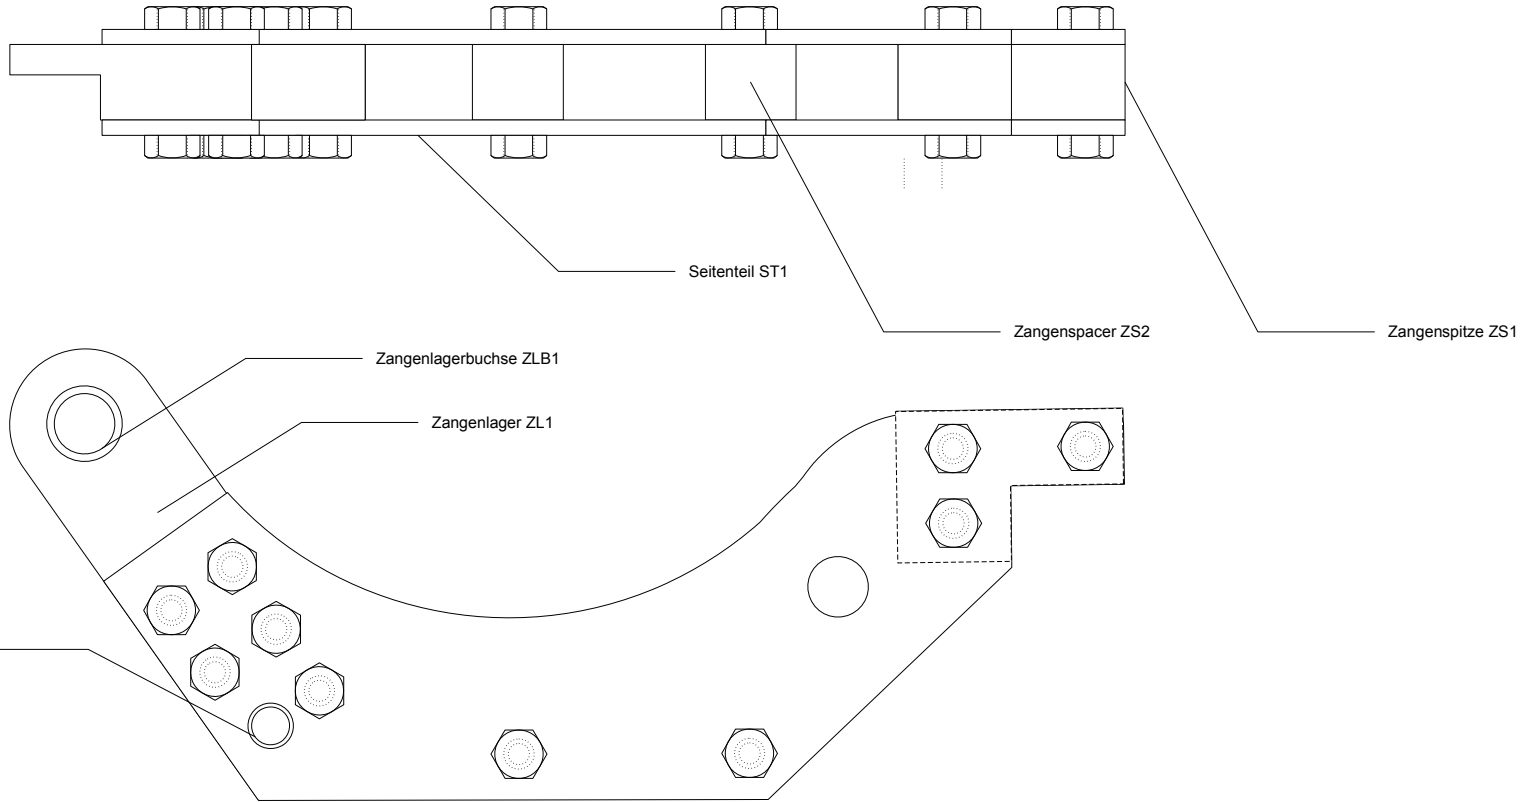 Seitenteil ST1
Zangenspacer ZS2
Zangenspitze ZS1
Zangenlagerbuchse ZLB1
Zangenlager ZL1